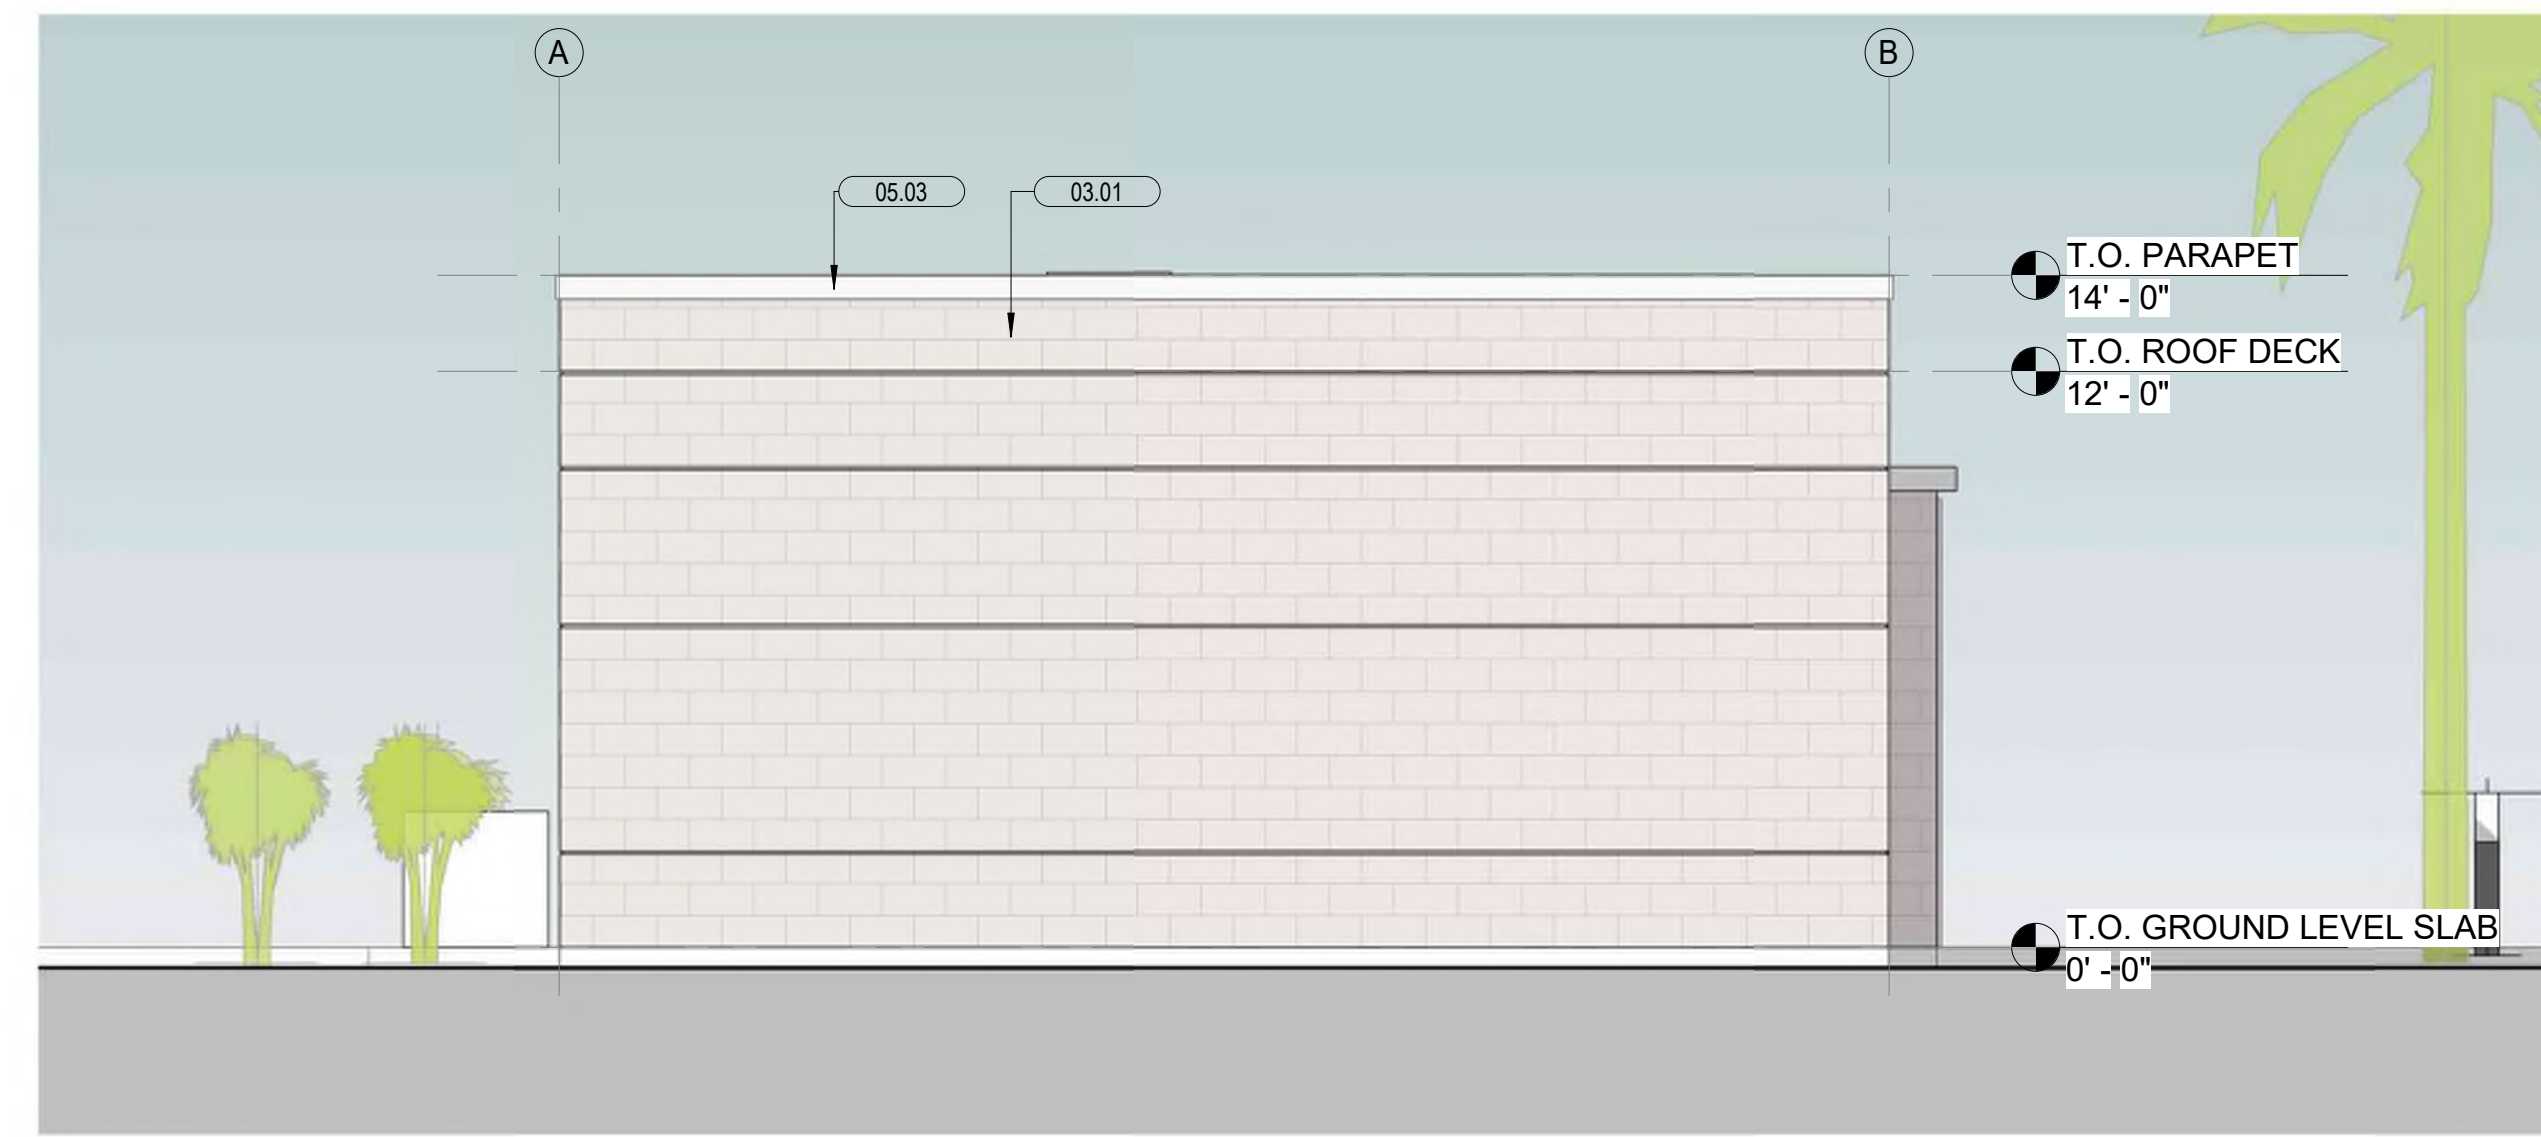 A
B
05.03
03.01
T.O. PARAPET
14' - 0"
T.O. ROOF DECK
12' - 0"
T.O. GROUND LEVEL SLAB
0' - 0"